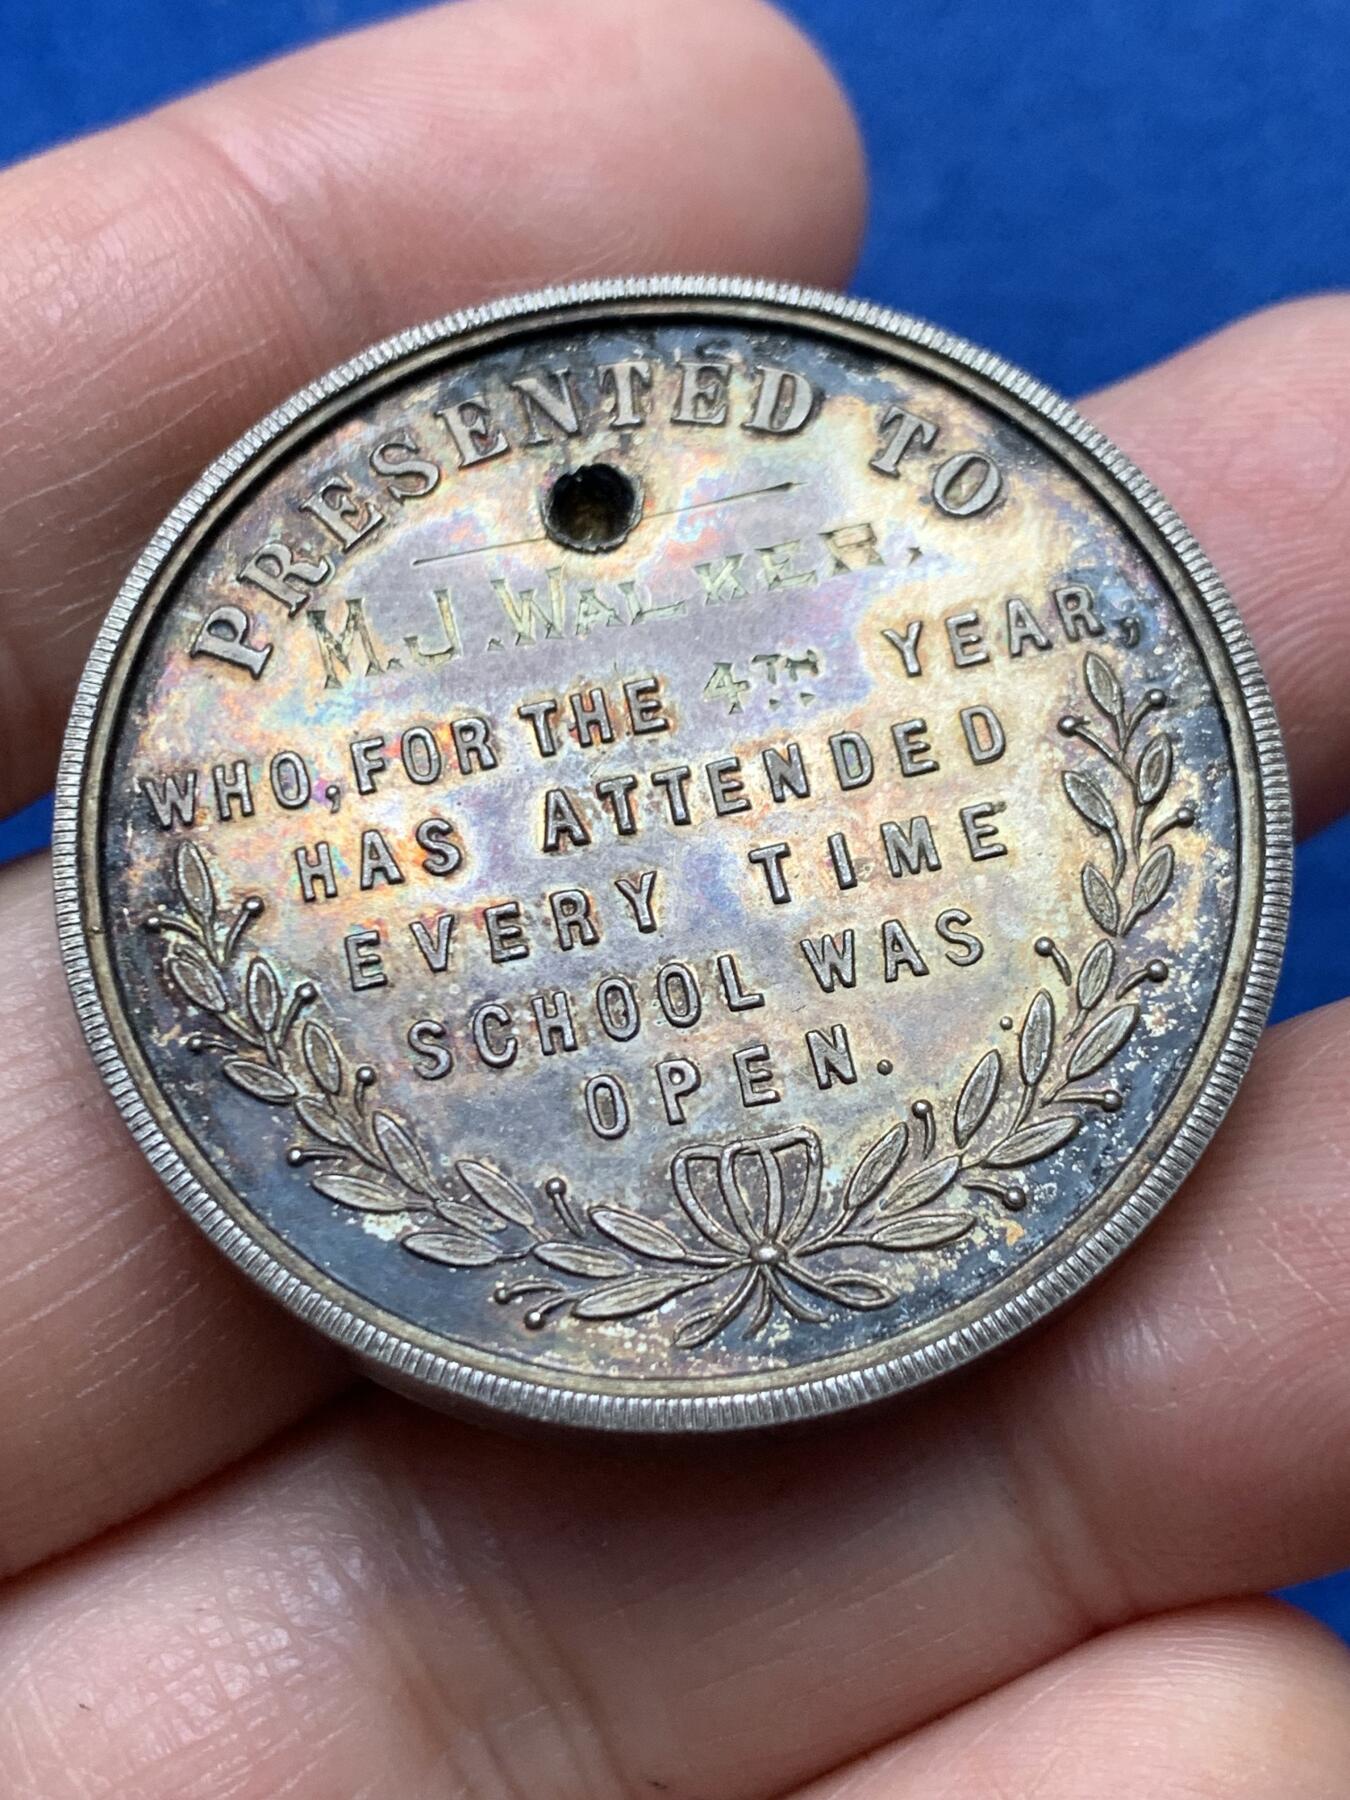 PRESENTED TO
M.J.WALKER.
WHO, FOR THE 4TH YEAR,
HAS ATTENDED
EVERY TIME
SCHOOL WAS
OPEN.